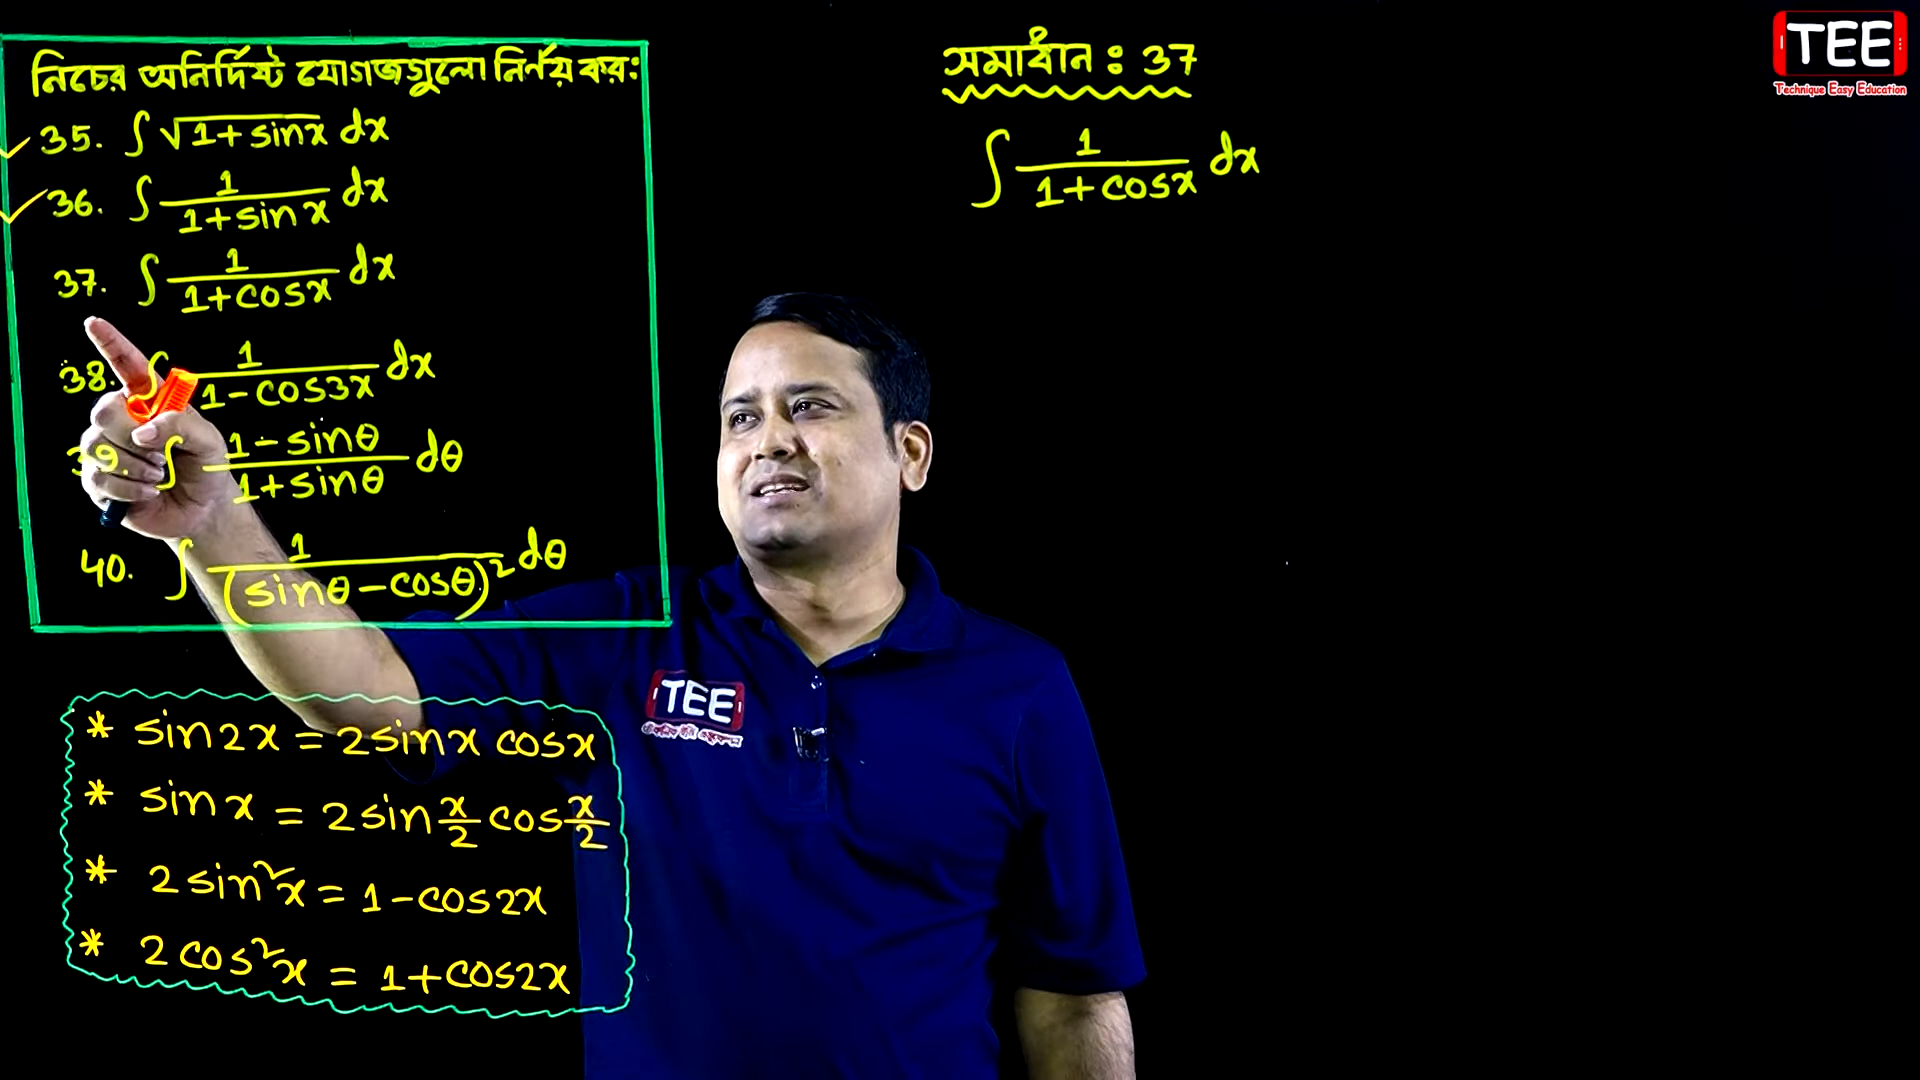 নিচের অনির্দিষ্ট যোগজগুলো নির্ণয় কর:
35. ∫ √1+sinx dx
36. ∫ 1/(1+sinx) dx
37. ∫ 1/(1+cosx) dx
38. ∫ 1/(1-cos3x) dx
39. ∫ (1-sinθ)/(1+sinθ) dθ
40. ∫ 1/(sinθ-cosθ)² dθ
* sin2x = 2sinx cosx
* sinx = 2sin x/2 cos x/2
* 2sin²x = 1-cos2x
* 2cos²x = 1+cos2x
সমাধান : 37
∫ 1/(1+cosx) dx
TEE
Technique Easy Education
TEE